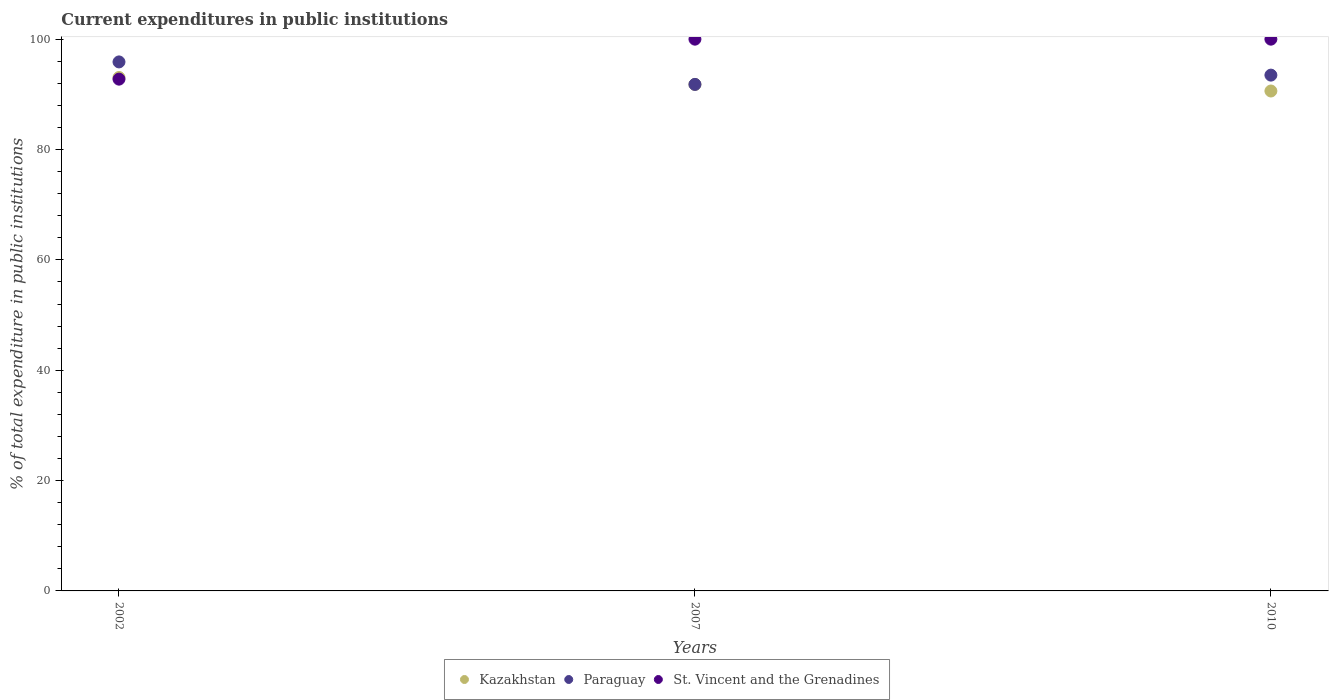 Current expenditures in public institutions
% of total expenditure in public institutions
100
80
60
40
20
0
2002
2007
2010
Years
Kazakhstan
Paraguay
St. Vincent and the Grenadines